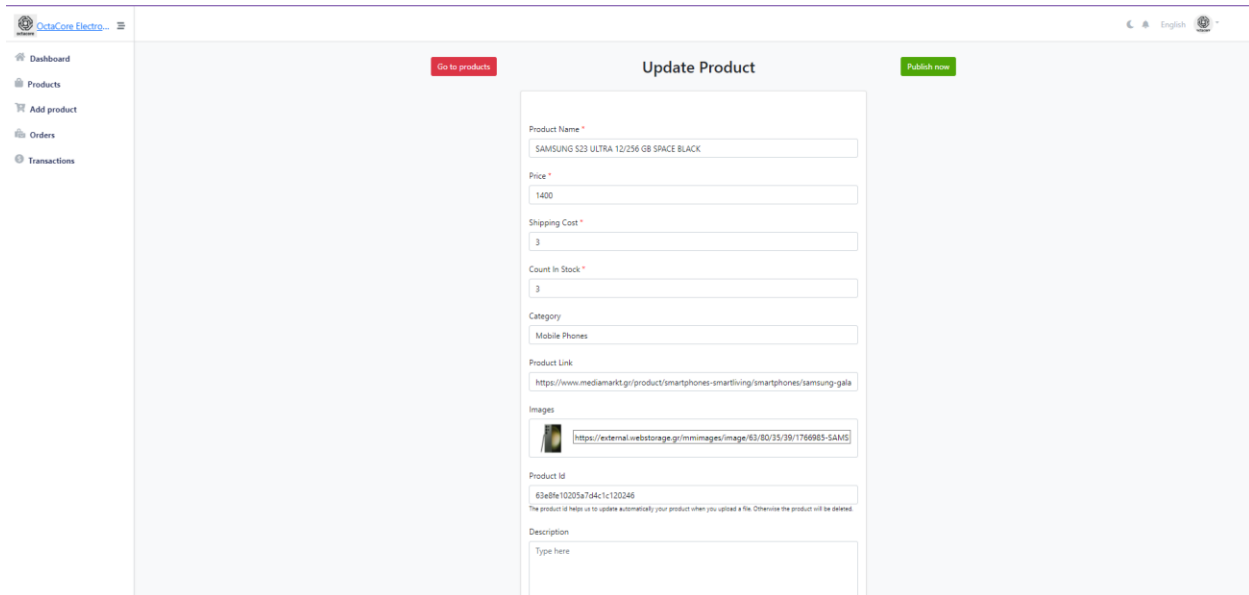 octacore
OctaCore Electro...
English
Dashboard
Products
Add product
Orders
Transactions
Go to products
Update Product
Publish now
Product Name *
SAMSUNG S23 ULTRA 12/256 GB SPACE BLACK
Price *
1400
Shipping Cost *
3
Count In Stock *
3
Category
Mobile Phones
Product Link
https://www.mediamarkt.gr/product/smartphones-smartliving/smartphones/samsung-gala
Images
https://external.webstorage.gr/mmimages/image/63/80/35/39/1766985-SAMS
Product Id
63e8fe10205a7d4c1c120246
The product id helps us to update automatically your product when you upload a file. Otherwise the product will be deleted.
Description
Type here